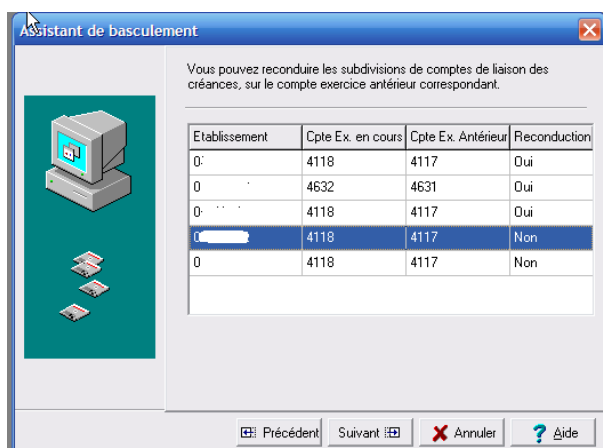 Assistant de basculement
Vous pouvez reconduire les subdivisions de comptes de liaison des
créances, sur le compte exercice antérieur correspondant.
Etablissement Cpte Ex. en cours Cpte Ex. Antérieur Reconduction
0 4118 4117 Oui
0 4632 4631 Oui
0 4118 4117 Oui
4118 4117 Non
0 4118 4117 Non
Précédent Suivant Annuler ? Aide